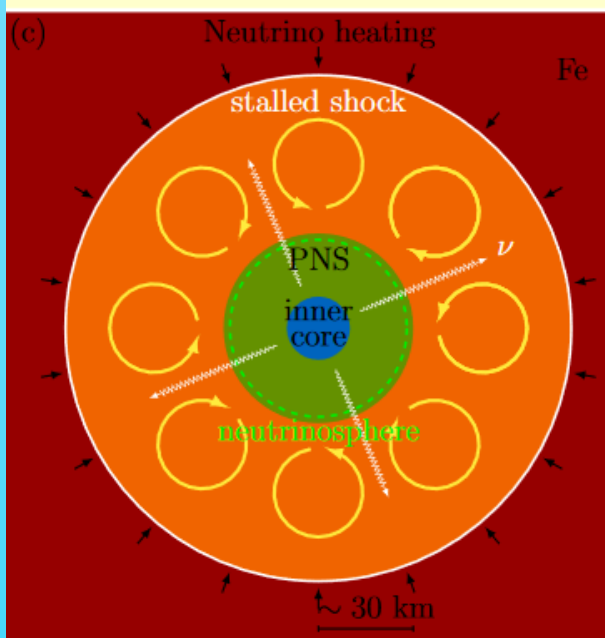 (c)
Neutrino heating
Fe
stalled shock
ν
PNS
inner
core
neutrinosphere
∼ 30 km